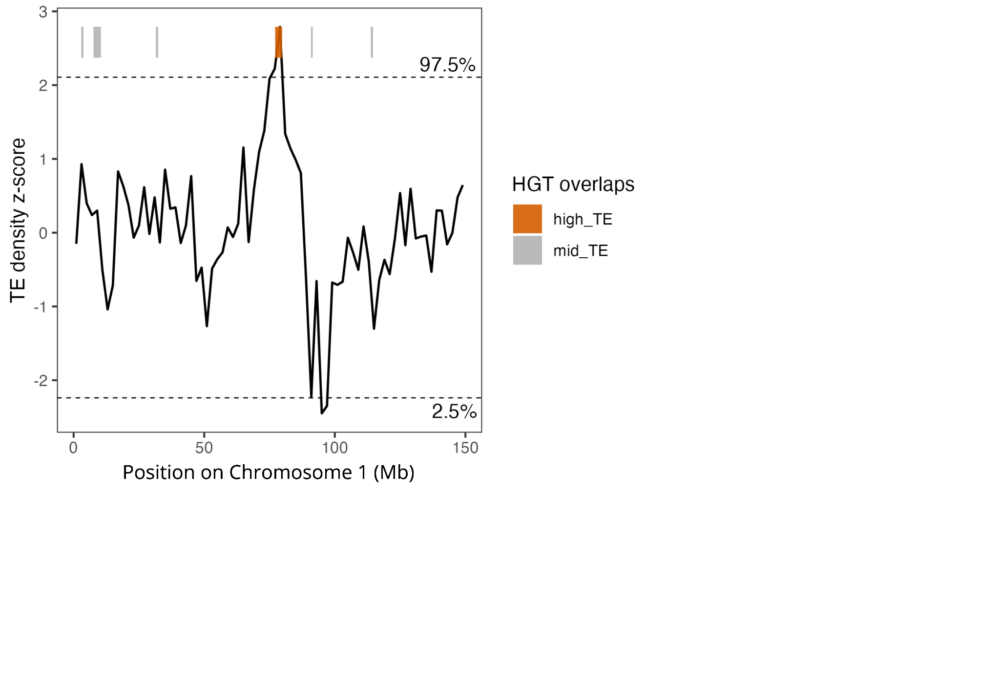 3
2
1
0
-1
-2
TE density z-score
97.5%
2.5%
0 50 100 150
Position on Chromosome 1 (Mb)
HGT overlaps
high_TE
mid_TE